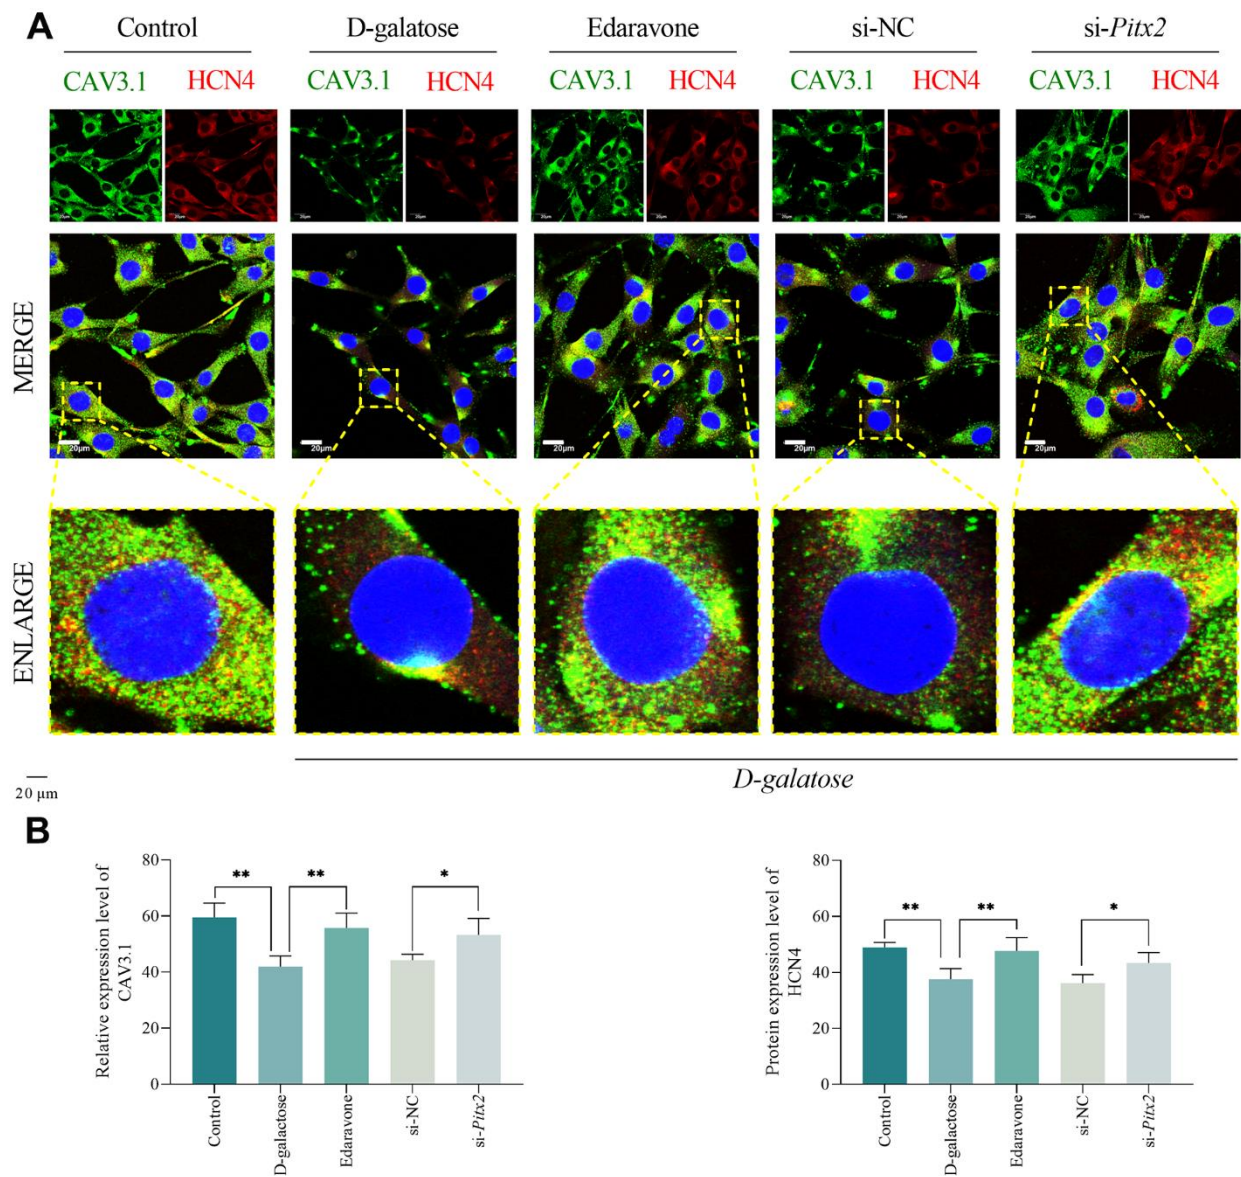 A
Control D-galatose Edaravone si-NC si-Pitx2
CAV3.1 HCN4 CAV3.1 HCN4 CAV3.1 HCN4 CAV3.1 HCN4 CAV3.1 HCN4
MERGE
20μm 20μm 20μm 20μm 20μm
ENLARGE
D-galatose
20 μm
B
Relative expression level of
CAV3.1
80
60
40
20
0
** ** *
Control D-galactose Edaravone si-NC si-Pitx2
Protein expression level of
HCN4
80
60
40
20
0
** ** *
Control D-galactose Edaravone si-NC si-Pitx2